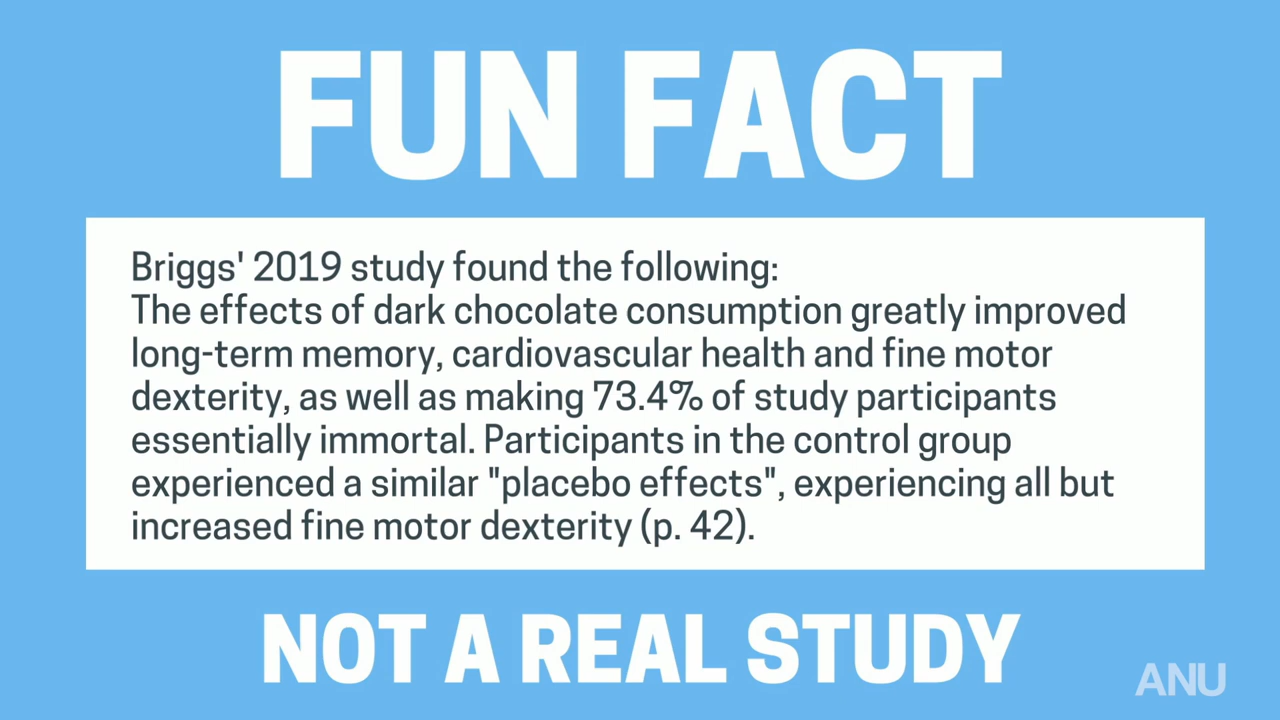 FUN FACT
Briggs' 2019 study found the following:
The effects of dark chocolate consumption greatly improved
long-term memory, cardiovascular health and fine motor
dexterity, as well as making 73.4% of study participants
essentially immortal. Participants in the control group
experienced a similar "placebo effects", experiencing all but
increased fine motor dexterity (p. 42).
NOT A REAL STUDY
ANU